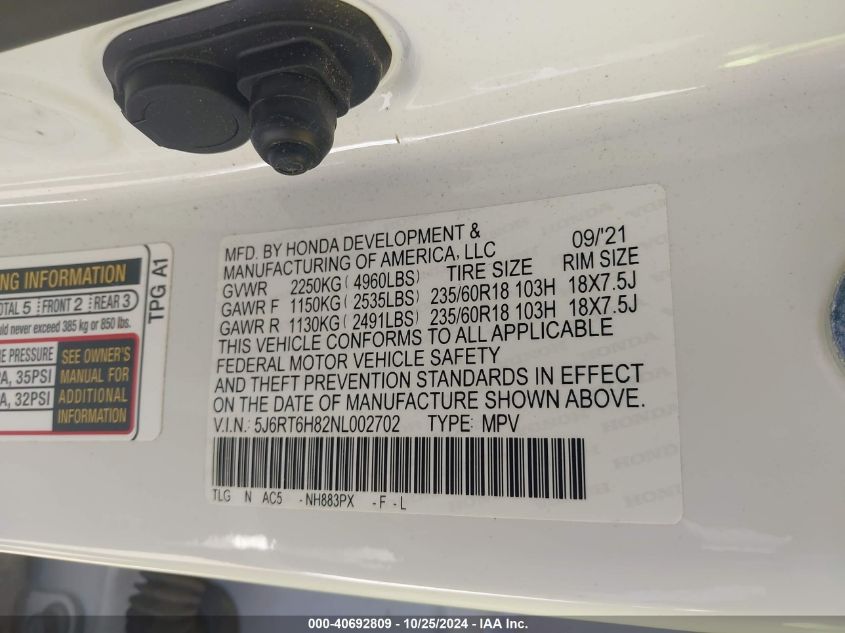 MFD. BY HONDA DEVELOPMENT &
MANUFACTURING OF AMERICA, LLC 09/'21
GVWR 2250KG ( 4960LBS) TIRE SIZE RIM SIZE
GAWR F 1150KG ( 2535LBS) 235/60R18 103H 18X7.5J
GAWR R 1130KG ( 2491LBS) 235/60R18 103H 18X7.5J
THIS VEHICLE CONFORMS TO ALL APPLICABLE
FEDERAL MOTOR VEHICLE SAFETY
AND THEFT PREVENTION STANDARDS IN EFFECT
ON THE DATE OF MANUFACTURE SHOWN ABOVE.
V.I.N.: 5J6RT6H82NL002702 TYPE: MPV
TLG N AC5 -NH883PX -F-L
INFORMATION
5 FRONT 2 REAR 3
never exceed 385 kg or 850 lbs.
PRESSURE
35PSI
32PSI
SEE OWNER'S
MANUAL FOR
ADDITIONAL
INFORMATION
TPG A1
000-40692809 - 10/25/2024 - IAA Inc.